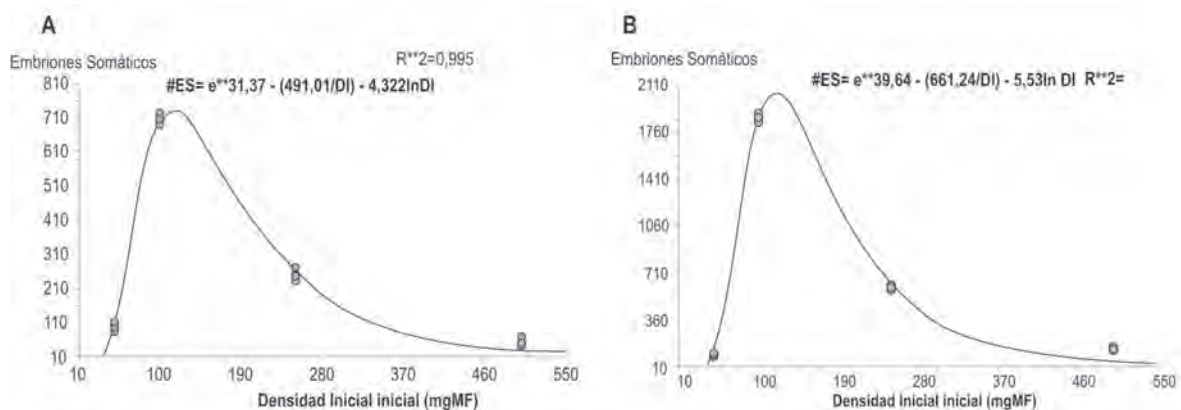 A
Embriones Somáticos
R**2=0,995
#ES= e**31,37 - (491,01/DI) - 4,322lnDI
810
710
610
510
410
310
210
110
10
10 100 190 280 370 460 550
Densidad Inicial inicial (mgMF)
B
Embriones Somáticos
#ES= e**39,64 - (661,24/DI) - 5,53ln DI R**2=
2110
1760
1410
1060
710
360
10
10 100 190 280 370 460 550
Densidad Inicial inicial (mgMF)